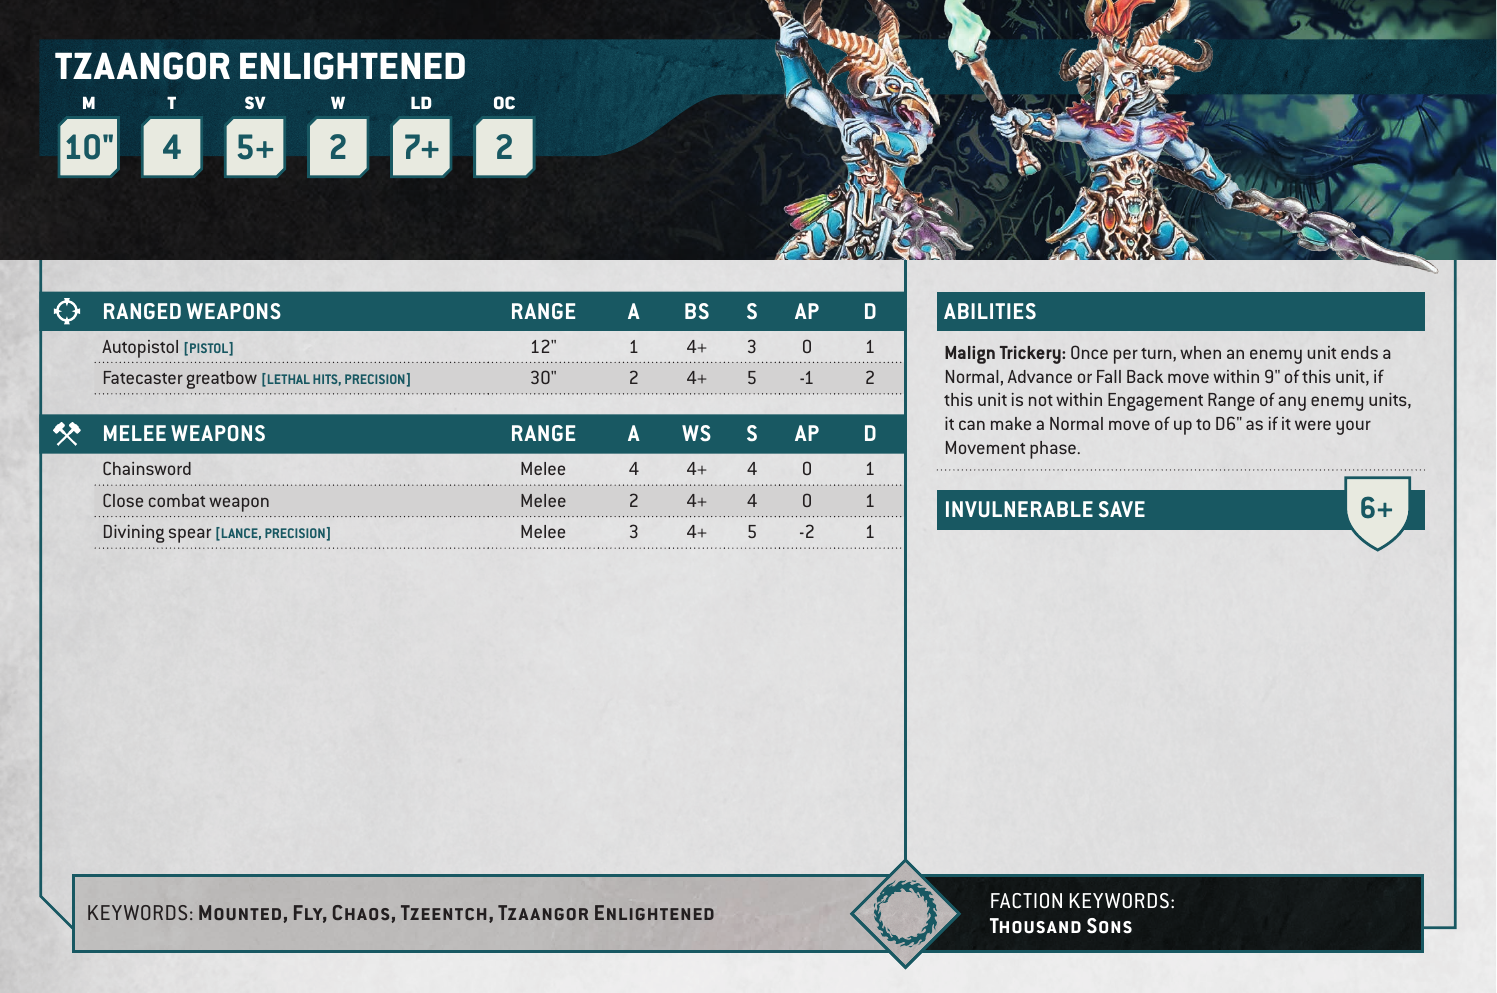 TZAANGOR ENLIGHTENED
M T SV W LD OC
10" 4 5+ 2 7+ 2
RANGED WEAPONS RANGE A BS S AP D
Autopistol [PISTOL] 12" 1 4+ 3 0 1
Fatecaster greatbow [LETHAL HITS, PRECISION] 30" 2 4+ 5 -1 2
MELEE WEAPONS RANGE A WS S AP D
Chainsword Melee 4 4+ 4 0 1
Close combat weapon Melee 2 4+ 4 0 1
Divining spear [LANCE, PRECISION] Melee 3 4+ 5 -2 1
ABILITIES
Malign Trickery: Once per turn, when an enemy unit ends a
Normal, Advance or Fall Back move within 9" of this unit, if
this unit is not within Engagement Range of any enemy units,
it can make a Normal move of up to D6" as if it were your
Movement phase.
INVULNERABLE SAVE 6+
KEYWORDS: Mounted, Fly, Chaos, Tzeentch, Tzaangor Enlightened
FACTION KEYWORDS:
Thousand Sons